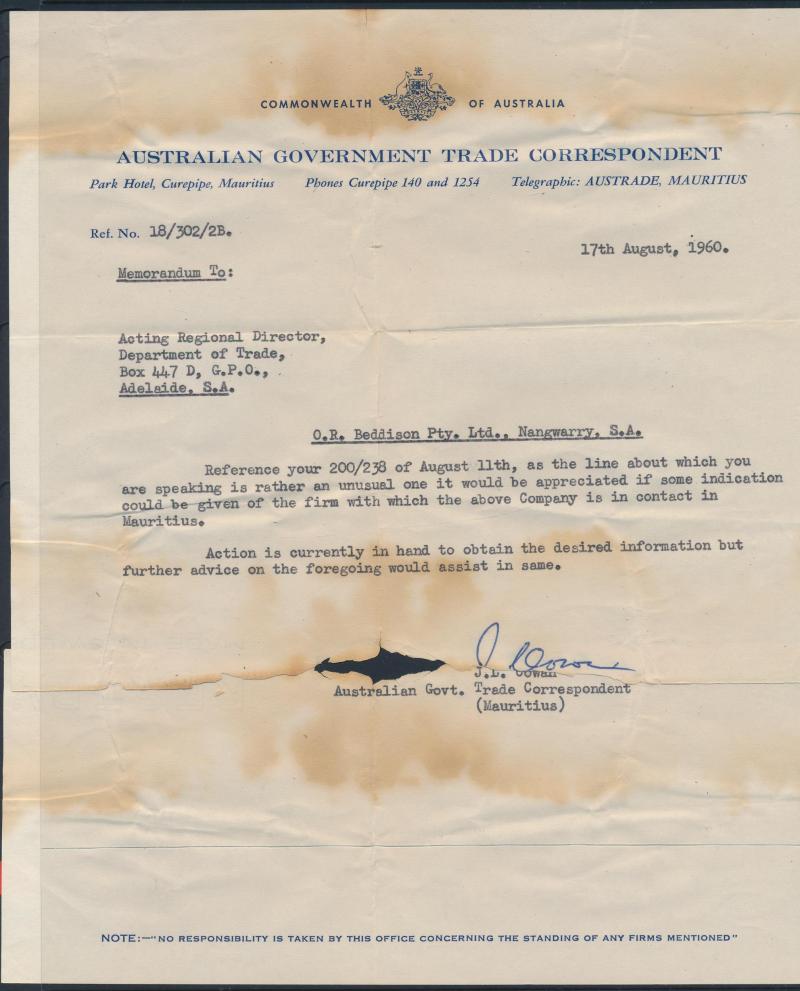 COMMONWEALTH OF AUSTRALIA
AUSTRALIAN GOVERNMENT TRADE CORRESPONDENT
Park Hotel, Curepipe, Mauritius Phones Curepipe 140 and 1254 Telegraphic: AUSTRADE, MAURITIUS
Ref. No. 18/302/2B.
17th August, 1960.
Memorandum To:
Acting Regional Director,
Department of Trade,
Box 447 D, G.P.O.,
Adelaide, S.A.
O.R. Beddison Pty. Ltd., Nangwarry, S.A.
Reference your 200/238 of August 11th, as the line about which you
are speaking is rather an unusual one it would be appreciated if some indication
could be given of the firm with which the above Company is in contact in
Mauritius.
Action is currently in hand to obtain the desired information but
further advice on the foregoing would assist in same.
Australian Govt. Trade Correspondent
(Mauritius)
NOTE:—"NO RESPONSIBILITY IS TAKEN BY THIS OFFICE CONCERNING THE STANDING OF ANY FIRMS MENTIONED"